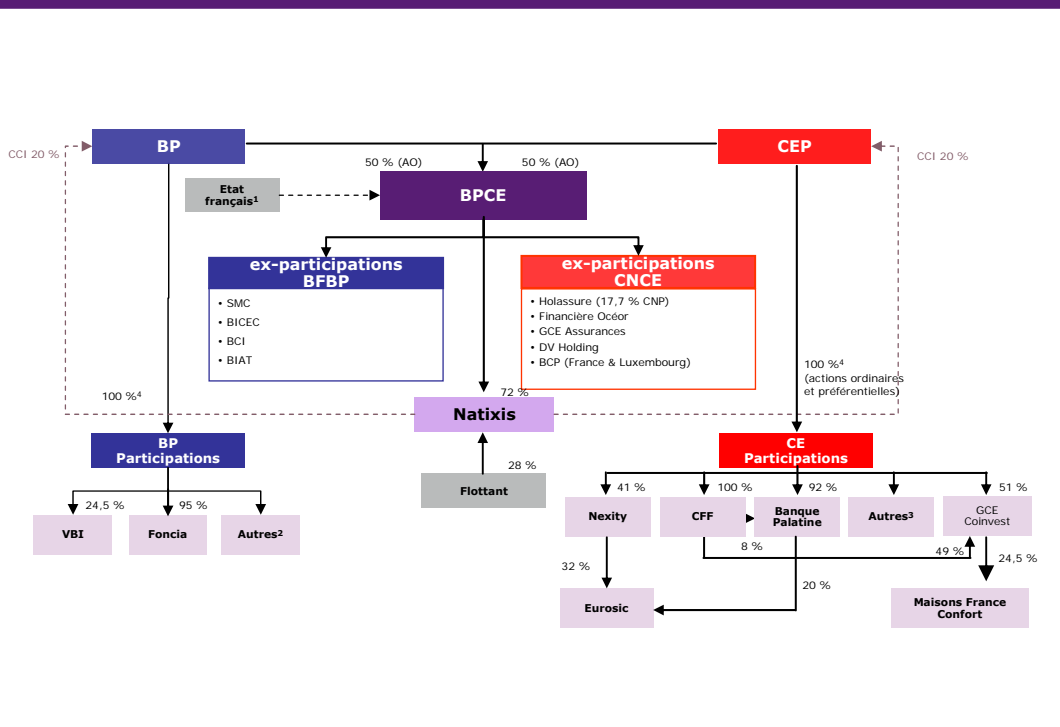 BP
CEP
CCI 20 %
CCI 20 %
50 % (AO)
50 % (AO)
Etat
français¹
BPCE
ex-participations
BFBP
• SMC
• BICEC
• BCI
• BIAT
ex-participations
CNCE
• Holassure (17,7 % CNP)
• Financière Océor
• GCE Assurances
• DV Holding
• BCP (France & Luxembourg)
100 %⁴
(actions ordinaires
et préférentielles)
100 %⁴
72 %
Natixis
BP
Participations
CE
Participations
28 %
Flottant
24,5 %
95 %
VBI
Foncia
Autres²
41 %
100 %
92 %
51 %
Nexity
CFF
Banque
Palatine
Autres³
GCE
Coinvest
8 %
49 %
24,5 %
32 %
20 %
Eurosic
Maisons France
Confort